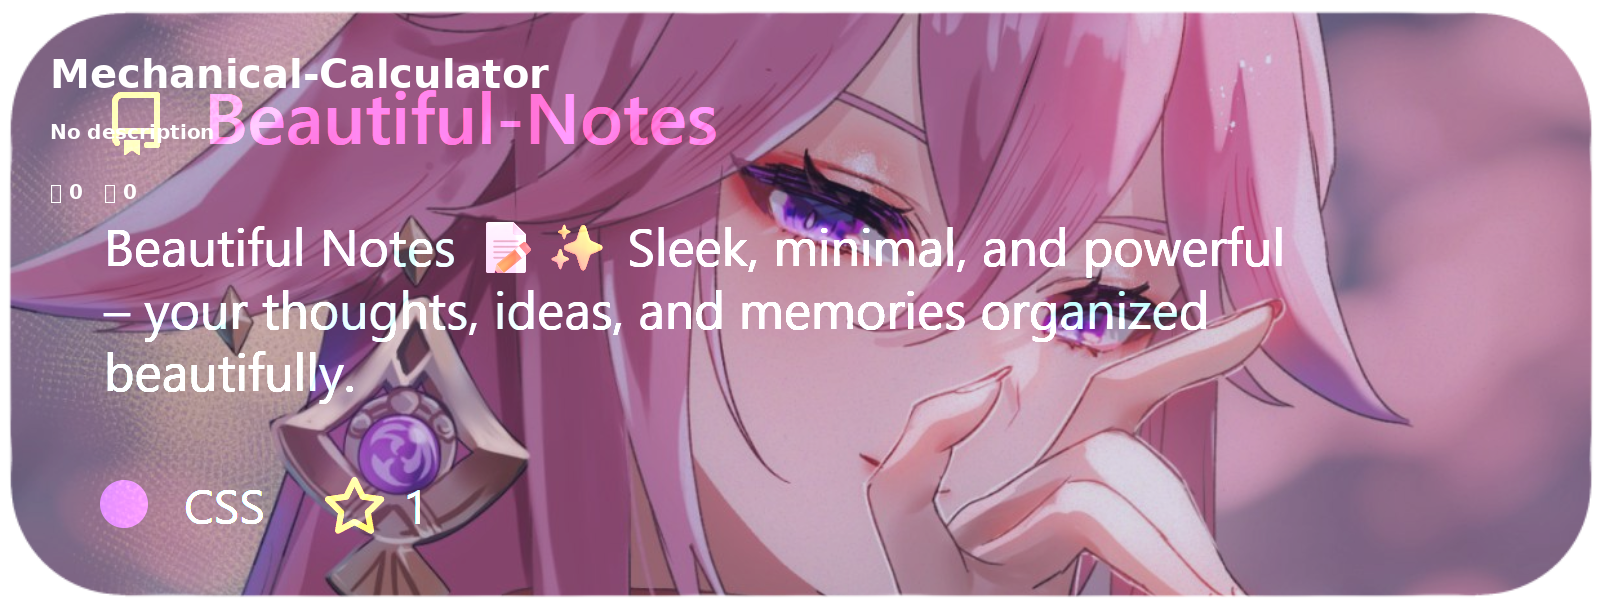 Mechanical-Calculator
Beautiful-Notes
No description
0 0
Beautiful Notes 📝✨ Sleek, minimal, and powerful
– your thoughts, ideas, and memories organized
beautifully.
CSS 1